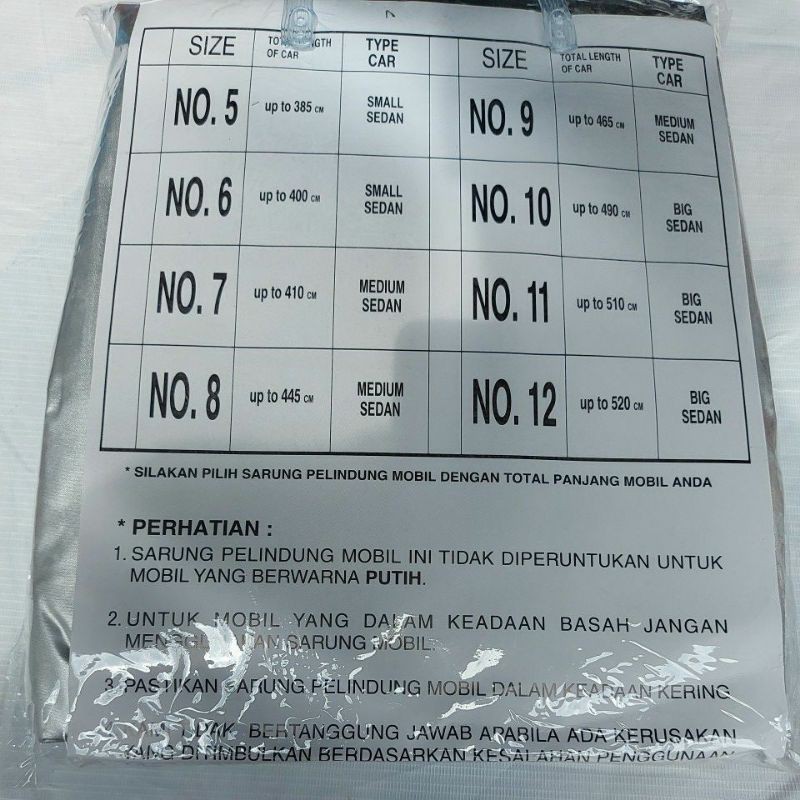 SIZE TOTAL LENGTH OF CAR TYPE CAR SIZE TOTAL LENGTH OF CAR TYPE CAR
NO. 5 up to 385 CM SMALL SEDAN NO. 9 up to 465 CM MEDIUM SEDAN
NO. 6 up to 400 CM SMALL SEDAN NO. 10 up to 490 CM BIG SEDAN
NO. 7 up to 410 CM MEDIUM SEDAN NO. 11 up to 510 CM BIG SEDAN
NO. 8 up to 445 CM MEDIUM SEDAN NO. 12 up to 520 CM BIG SEDAN
* SILAKAN PILIH SARUNG PELINDUNG MOBIL DENGAN TOTAL PANJANG MOBIL ANDA
* PERHATIAN :
1. SARUNG PELINDUNG MOBIL INI TIDAK DIPERUNTUKAN UNTUK
MOBIL YANG BERWARNA PUTIH.
2. UNTUK MOBIL YANG DALAM KEADAAN BASAH JANGAN
SARUNG MOBIL.
3. PASTIKAN SARUNG PELINDUNG MOBIL DALAM KEADAAN KERING
BERTANGGUNG JAWAB APABILA ADA KERUSAKAN
YANG DITIMBULKAN BERDASARKAN KESALAHAN PENGGUNAAN